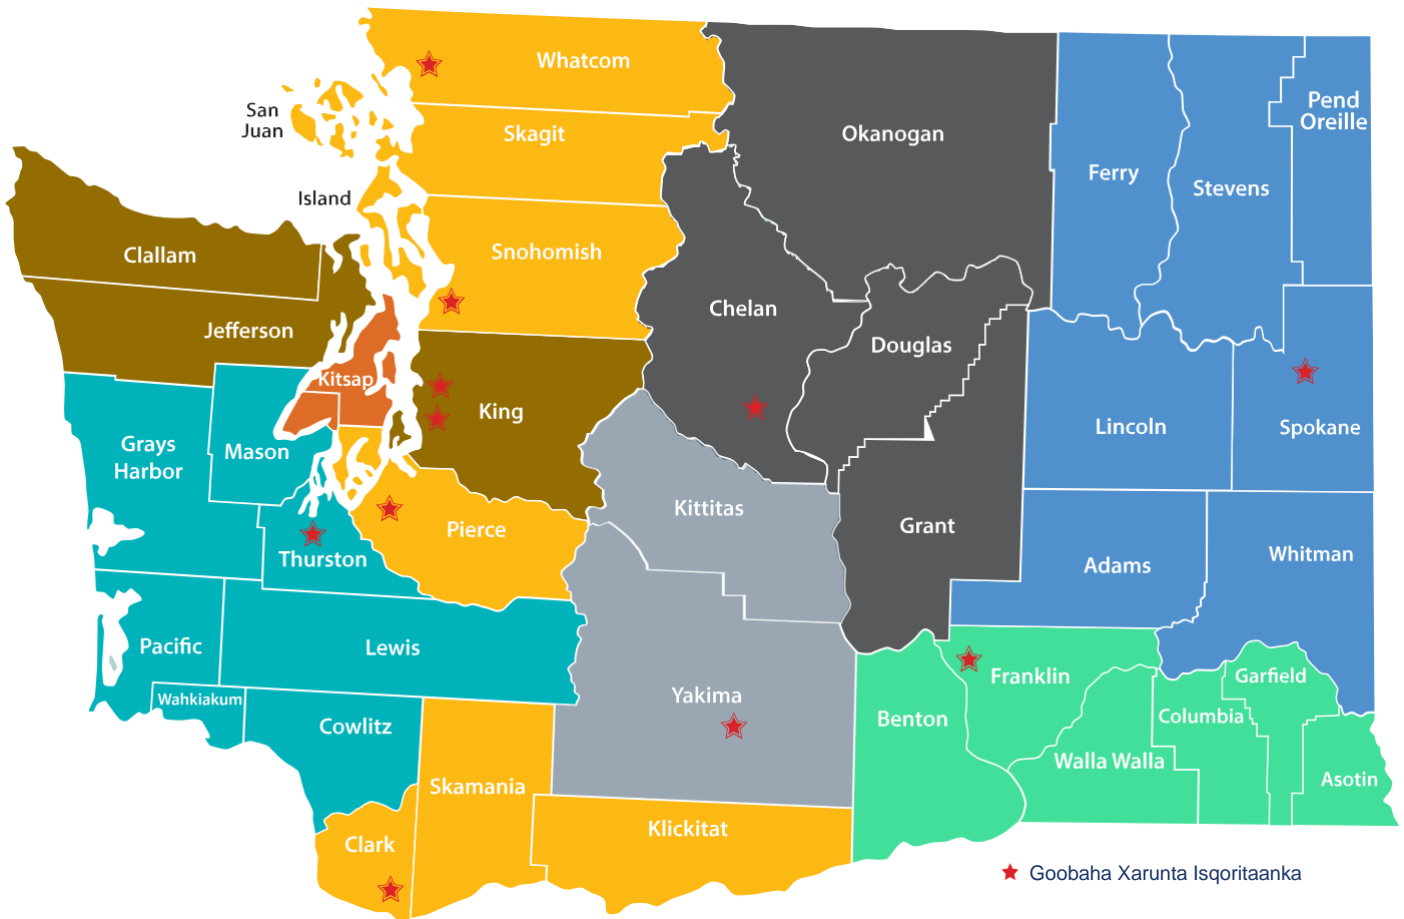 Whatcom
San
Juan
Skagit
Okanogan
Pend
Oreille
Ferry
Stevens
Island
Clallam
Snohomish
Jefferson
Chelan
Douglas
Kitsap
King
Lincoln
Spokane
Grays
Harbor
Mason
Kittitas
Grant
Pierce
Thurston
Adams
Whitman
Pacific
Lewis
Yakima
Franklin
Garfield
Wahkiakum
Cowlitz
Benton
Columbia
Walla Walla
Asotin
Skamania
Klickitat
Clark
Goobaha Xarunta Isqoritaanka